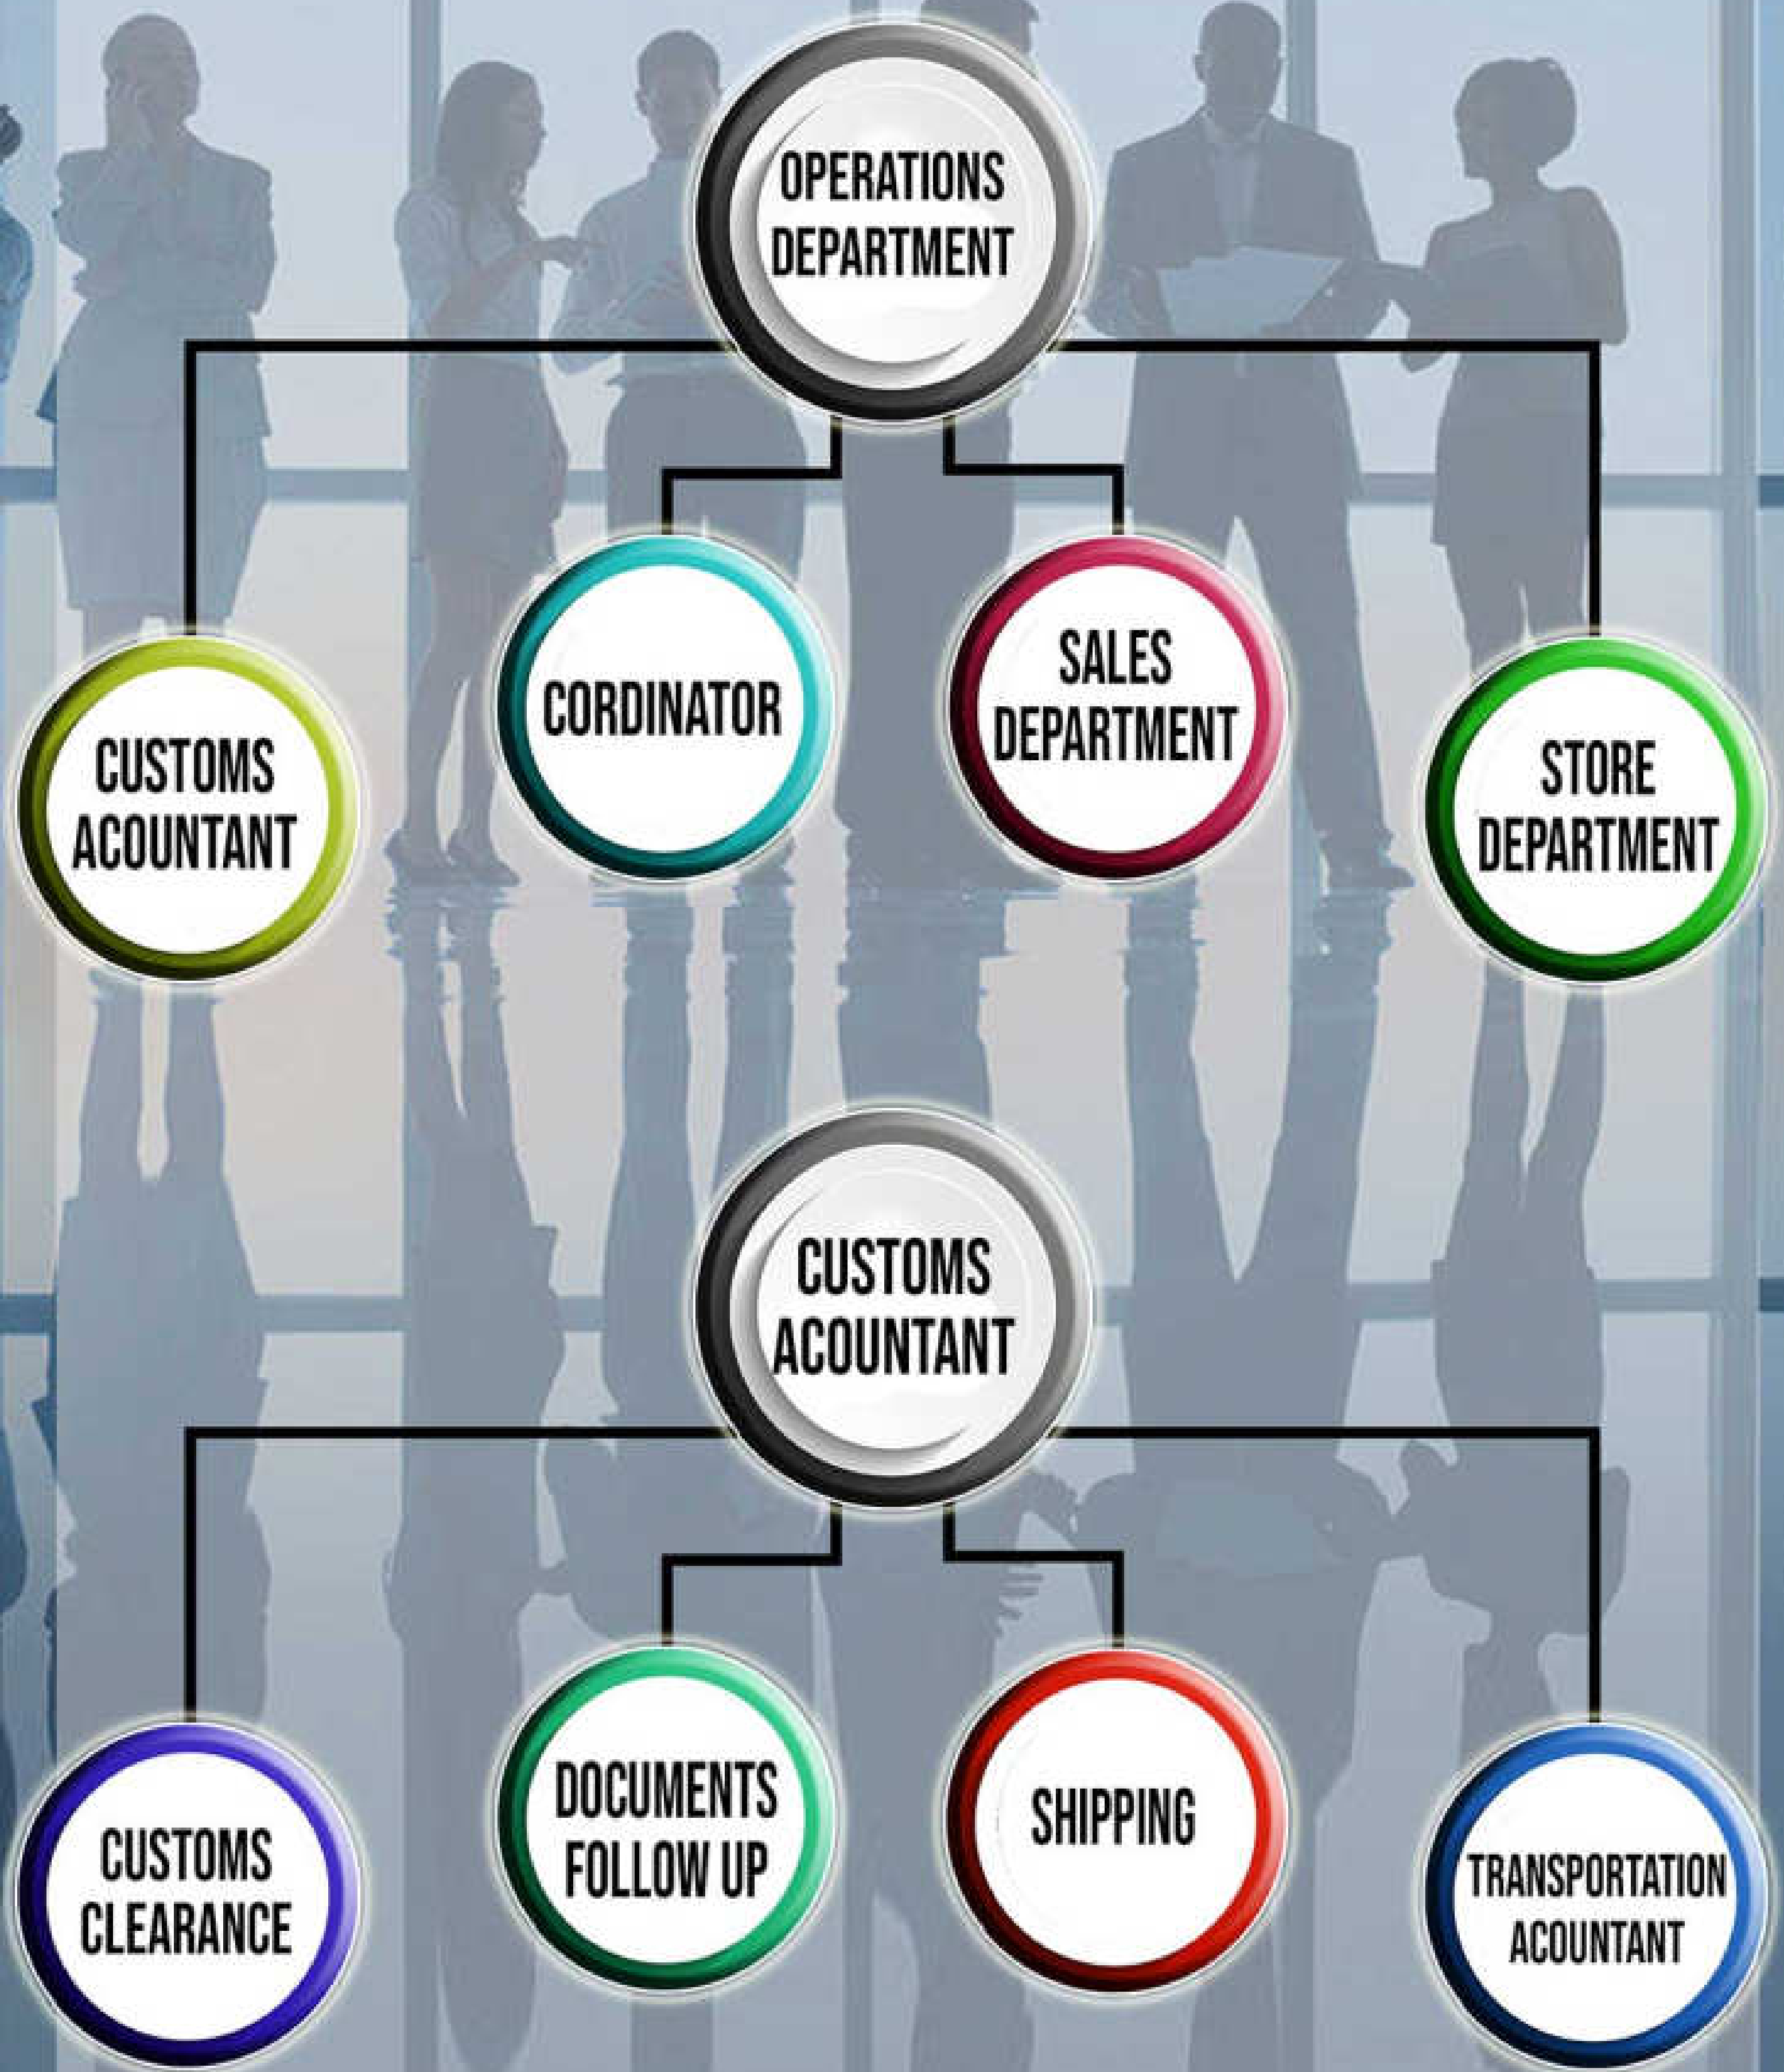 OPERATIONS
DEPARTMENT
CORDINATOR
SALES
DEPARTMENT
CUSTOMS
ACOUNTANT
STORE
DEPARTMENT
CUSTOMS
ACOUNTANT
DOCUMENTS
FOLLOW UP
SHIPPING
CUSTOMS
CLEARANCE
TRANSPORTATION
ACOUNTANT